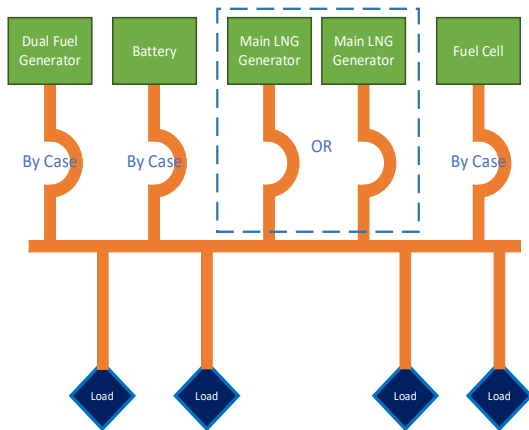 Dual Fuel
Generator
Battery
Main LNG
Generator
Main LNG
Generator
Fuel Cell
By Case
By Case
OR
By Case
Load
Load
Load
Load